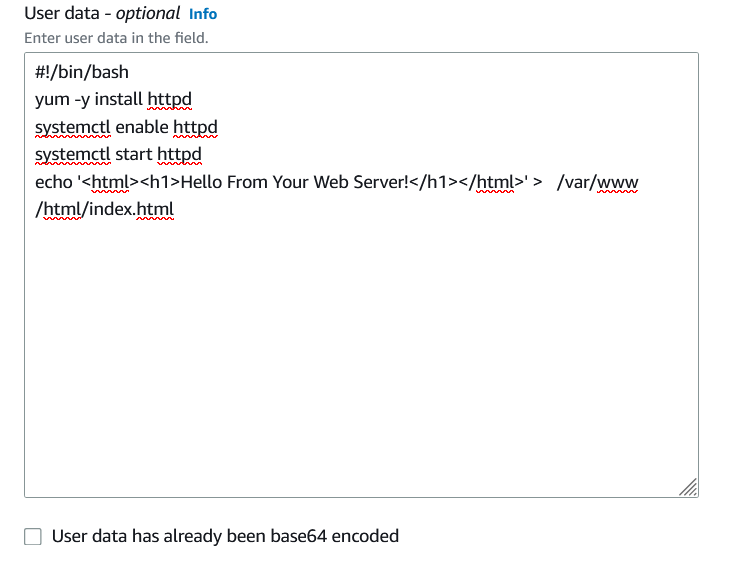 User data - optional Info
Enter user data in the field.
#!/bin/bash
yum -y install httpd
systemctl enable httpd
systemctl start httpd
echo '<html><h1>Hello From Your Web Server!</h1></html>' >   /var/www
/html/index.html
User data has already been base64 encoded